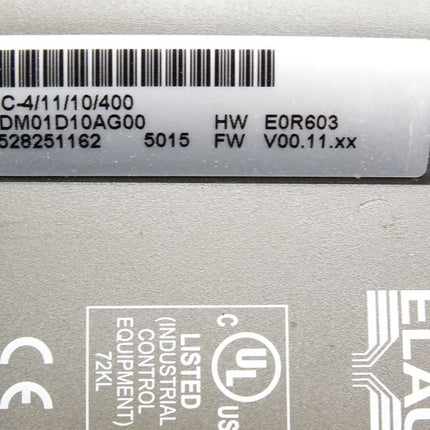 C-4/11/10/400
DM01D10AG00 HW E0R603
528251162 5015 FW V00.11.xx
CE
C UL US
LISTED
(INDUSTRIAL
CONTROL
EQUIPMENT)
72KL
ELAU